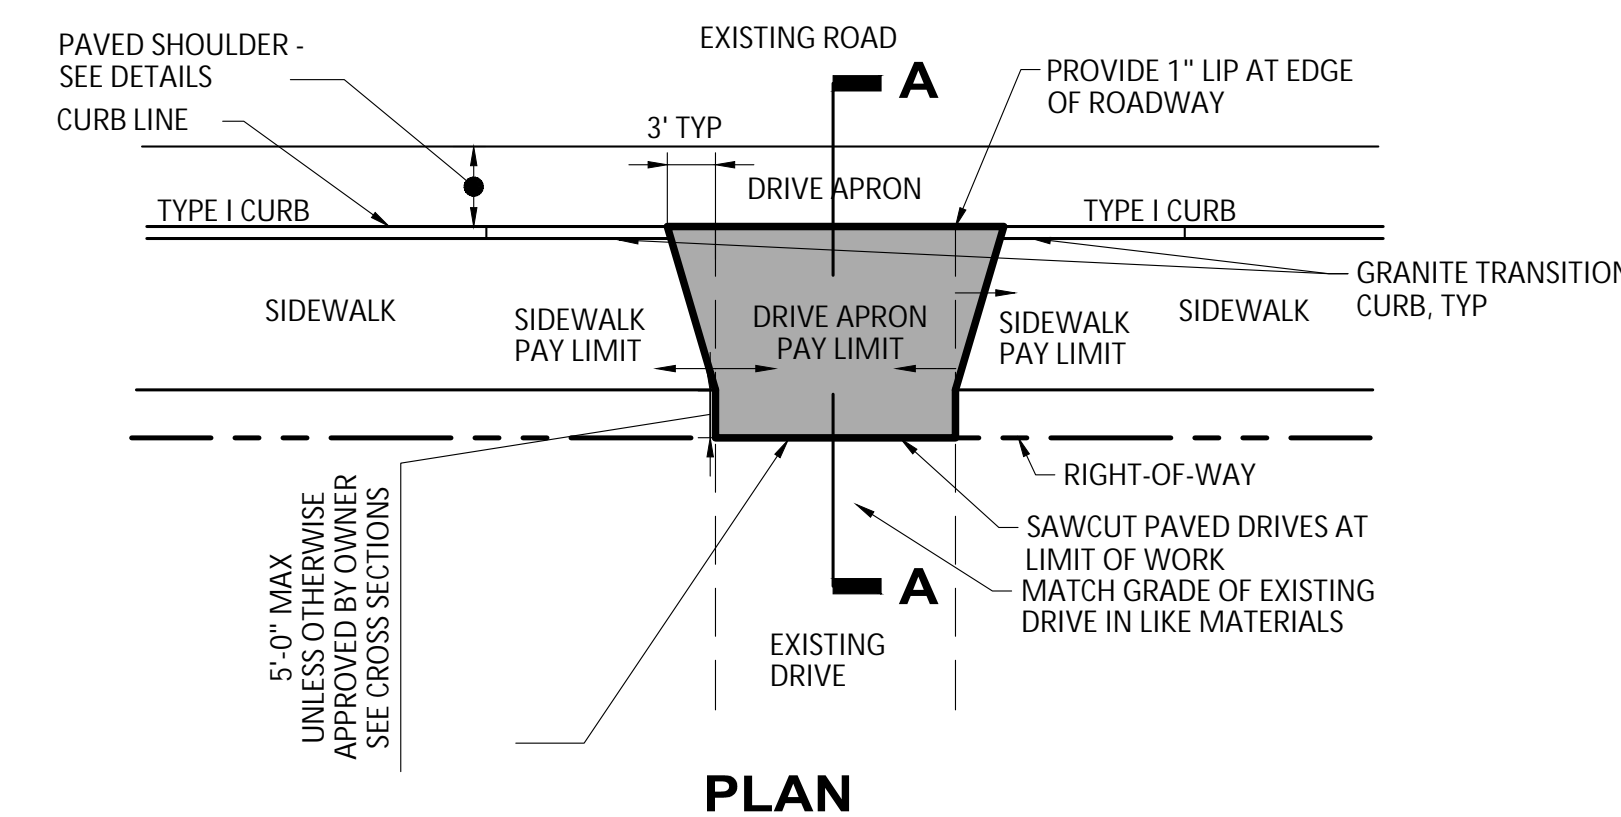 PAVED SHOULDER -
SEE DETAILS
CURB LINE
EXISTING ROAD
A
PROVIDE 1" LIP AT EDGE
OF ROADWAY
3' TYP
DRIVE APRON
TYPE I CURB
TYPE I CURB
GRANITE TRANSITION
CURB, TYP
SIDEWALK
SIDEWALK
PAY LIMIT
DRIVE APRON
PAY LIMIT
SIDEWALK
PAY LIMIT
SIDEWALK
RIGHT-OF-WAY
SAWCUT PAVED DRIVES AT
LIMIT OF WORK
MATCH GRADE OF EXISTING
DRIVE IN LIKE MATERIALS
A
5'-0" MAX
UNLESS OTHERWISE
APPROVED BY OWNER
SEE CROSS SECTIONS
EXISTING
DRIVE
PLAN